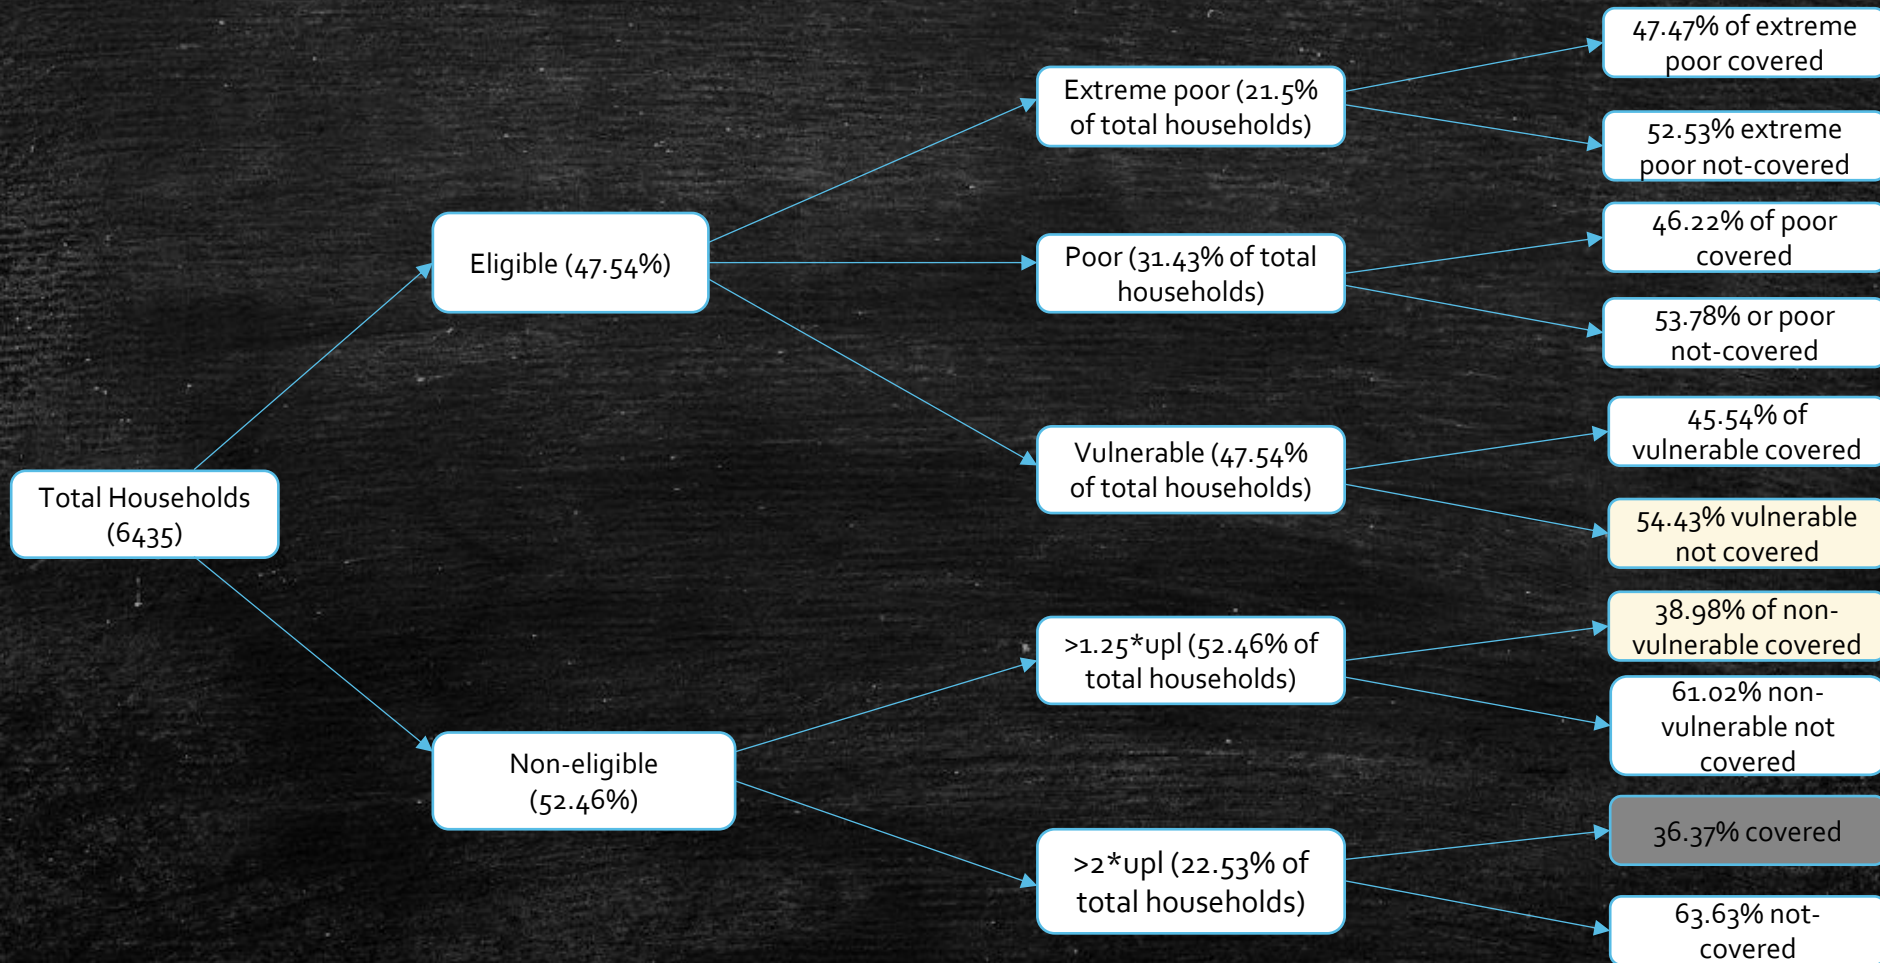 Total Households
(6435)
Eligible (47.54%)
Non-eligible
(52.46%)
Extreme poor (21.5%
of total households)
Poor (31.43% of total
households)
Vulnerable (47.54%
of total households)
>1.25*upl (52.46% of
total households)
>2*upl (22.53% of
total households)
47.47% of extreme
poor covered
52.53% extreme
poor not-covered
46.22% of poor
covered
53.78% or poor
not-covered
45.54% of
vulnerable covered
54.43% vulnerable
not covered
38.98% of non-
vulnerable covered
61.02% non-
vulnerable not
covered
36.37% covered
63.63% not-
covered